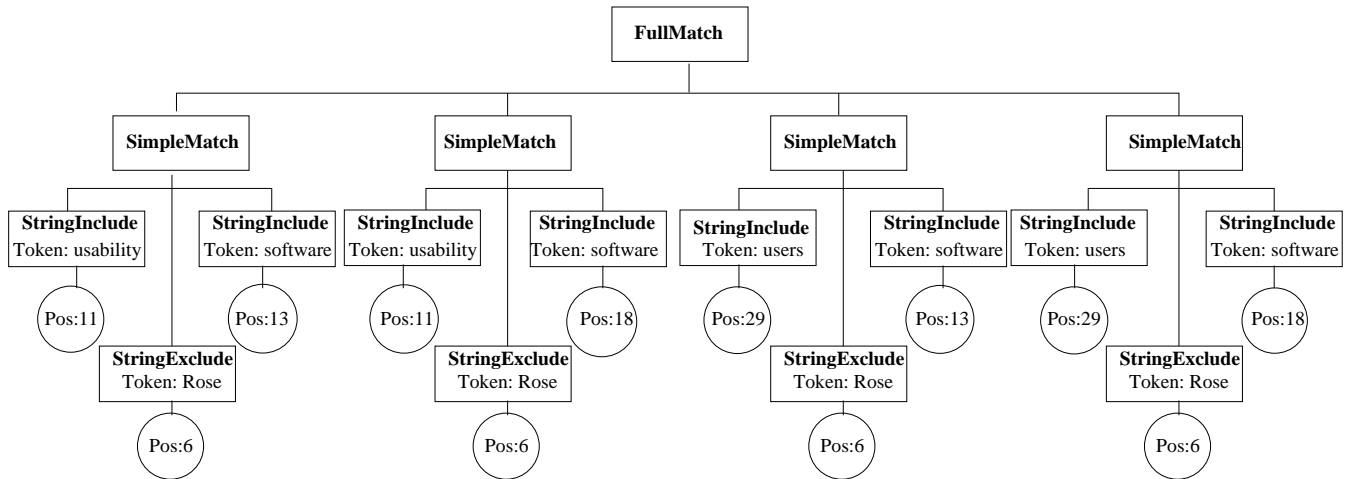 FullMatch
SimpleMatch
SimpleMatch
SimpleMatch
SimpleMatch
StringInclude
Token: usability
StringInclude
Token: software
StringInclude
Token: usability
StringInclude
Token: software
StringInclude
Token: users
StringInclude
Token: software
StringInclude
Token: users
StringInclude
Token: software
Pos:11
Pos:13
Pos:11
Pos:18
Pos:29
Pos:13
Pos:29
Pos:18
StringExclude
Token: Rose
StringExclude
Token: Rose
StringExclude
Token: Rose
StringExclude
Token: Rose
Pos:6
Pos:6
Pos:6
Pos:6